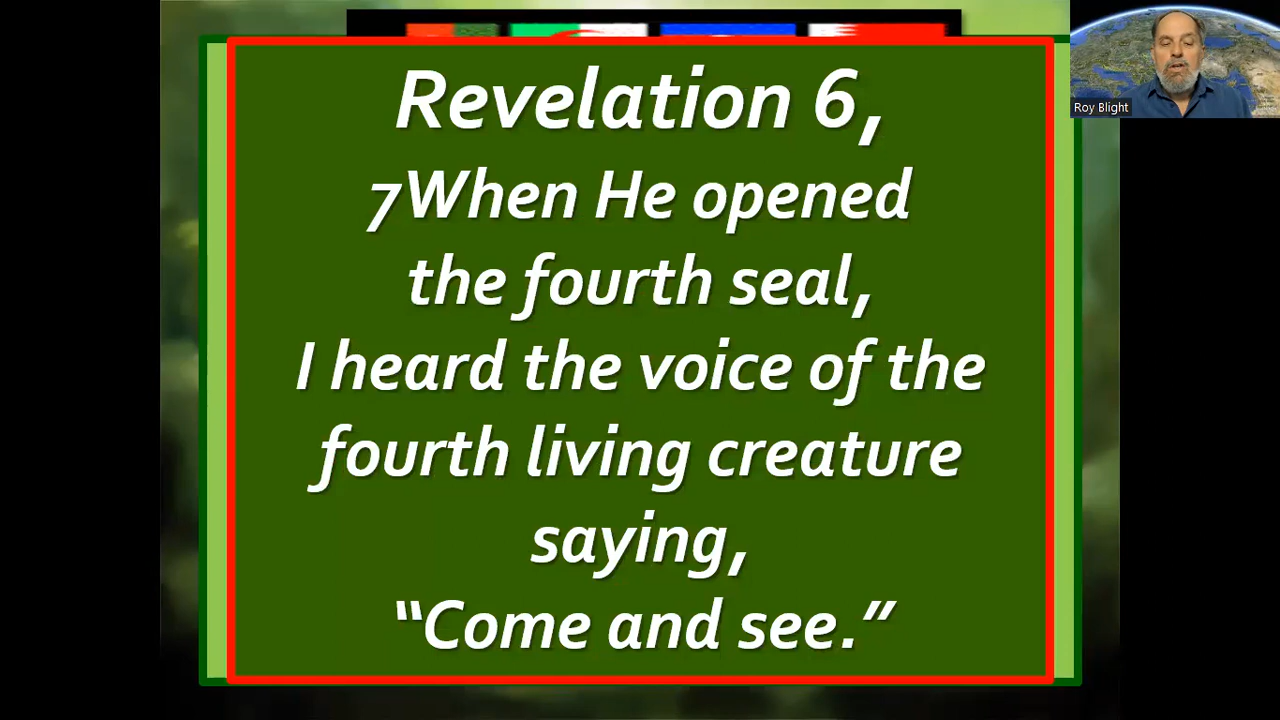 Revelation 6,
7When He opened
the fourth seal,
I heard the voice of the
fourth living creature
saying,
“Come and see.”
Roy Blight